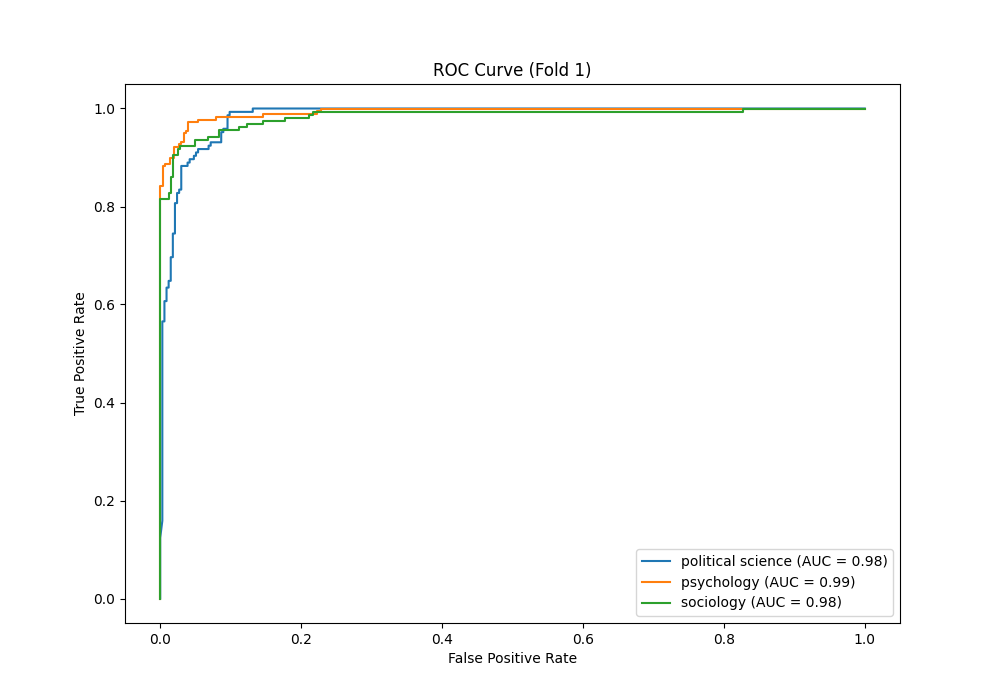 ROC Curve (Fold 1)
True Positive Rate
1.0
0.8
0.6
0.4
0.2
0.0
political science (AUC = 0.98)
psychology (AUC = 0.99)
sociology (AUC = 0.98)
0.0 0.2 0.4 0.6 0.8 1.0
False Positive Rate